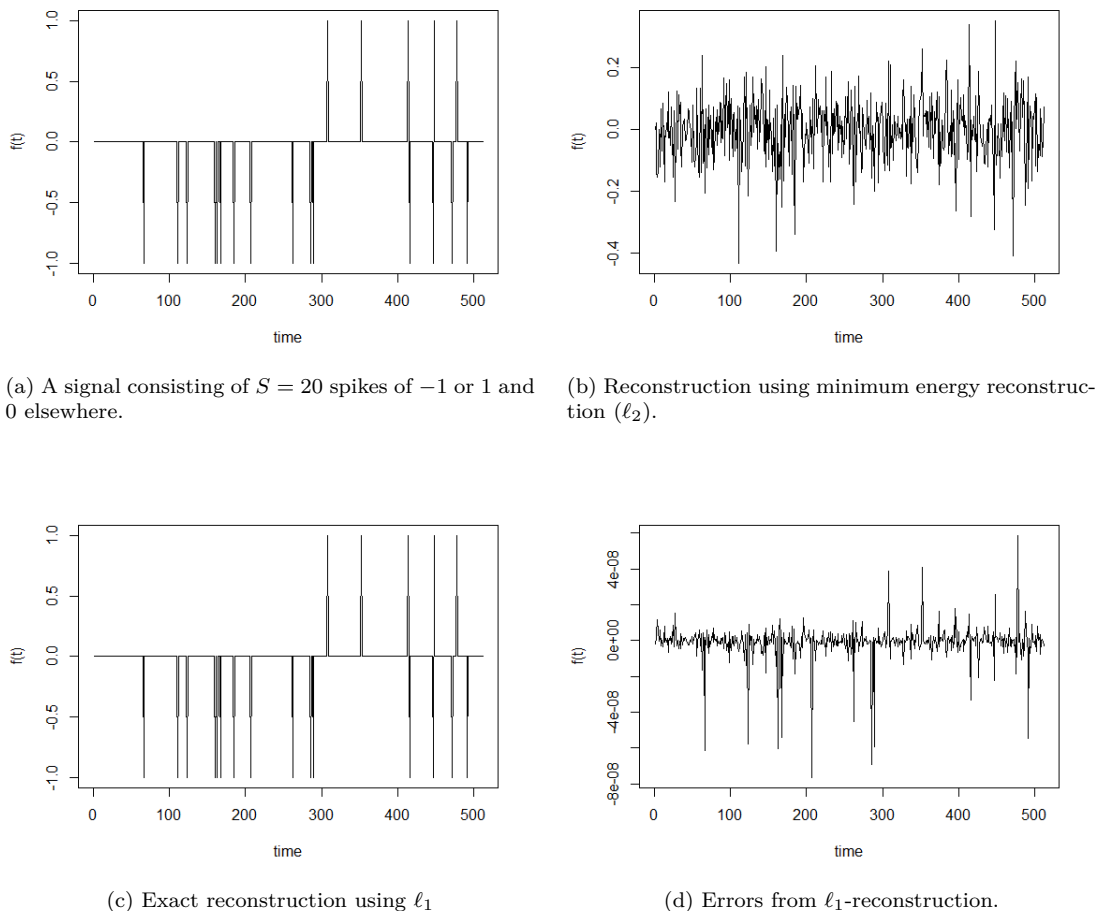 1.0
0.5
0.0
-0.5
-1.0
f(t)
0 100 200 300 400 500
time
0.2
0.0
-0.2
-0.4
f(t)
0 100 200 300 400 500
time
(a) A signal consisting of S = 20 spikes of −1 or 1 and
0 elsewhere.
(b) Reconstruction using minimum energy reconstruc-
tion (ℓ₂).
1.0
0.5
0.0
-0.5
-1.0
f(t)
0 100 200 300 400 500
time
4e-08
0e+00
-4e-08
-8e-08
f(t)
0 100 200 300 400 500
time
(c) Exact reconstruction using ℓ₁
(d) Errors from ℓ₁-reconstruction.